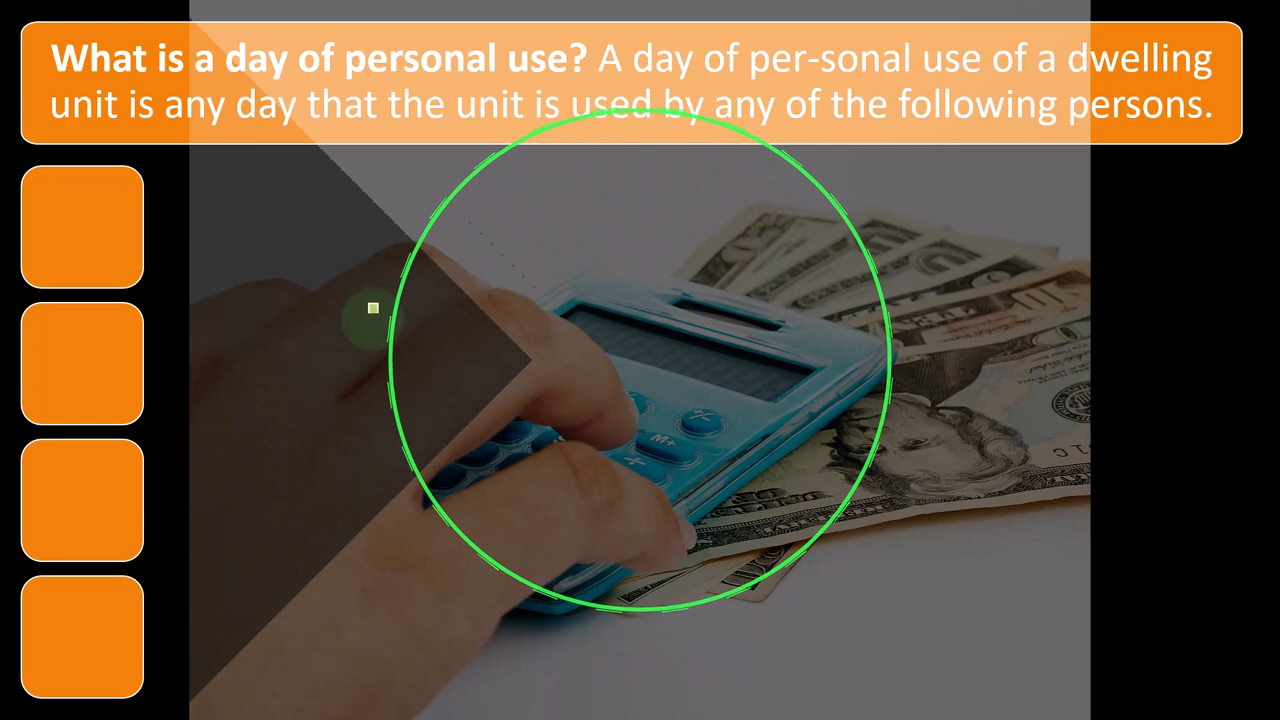 What is a day of personal use? A day of per-sonal use of a dwelling
unit is any day that the unit is used by any of the following persons.
+/-
M+
÷
10